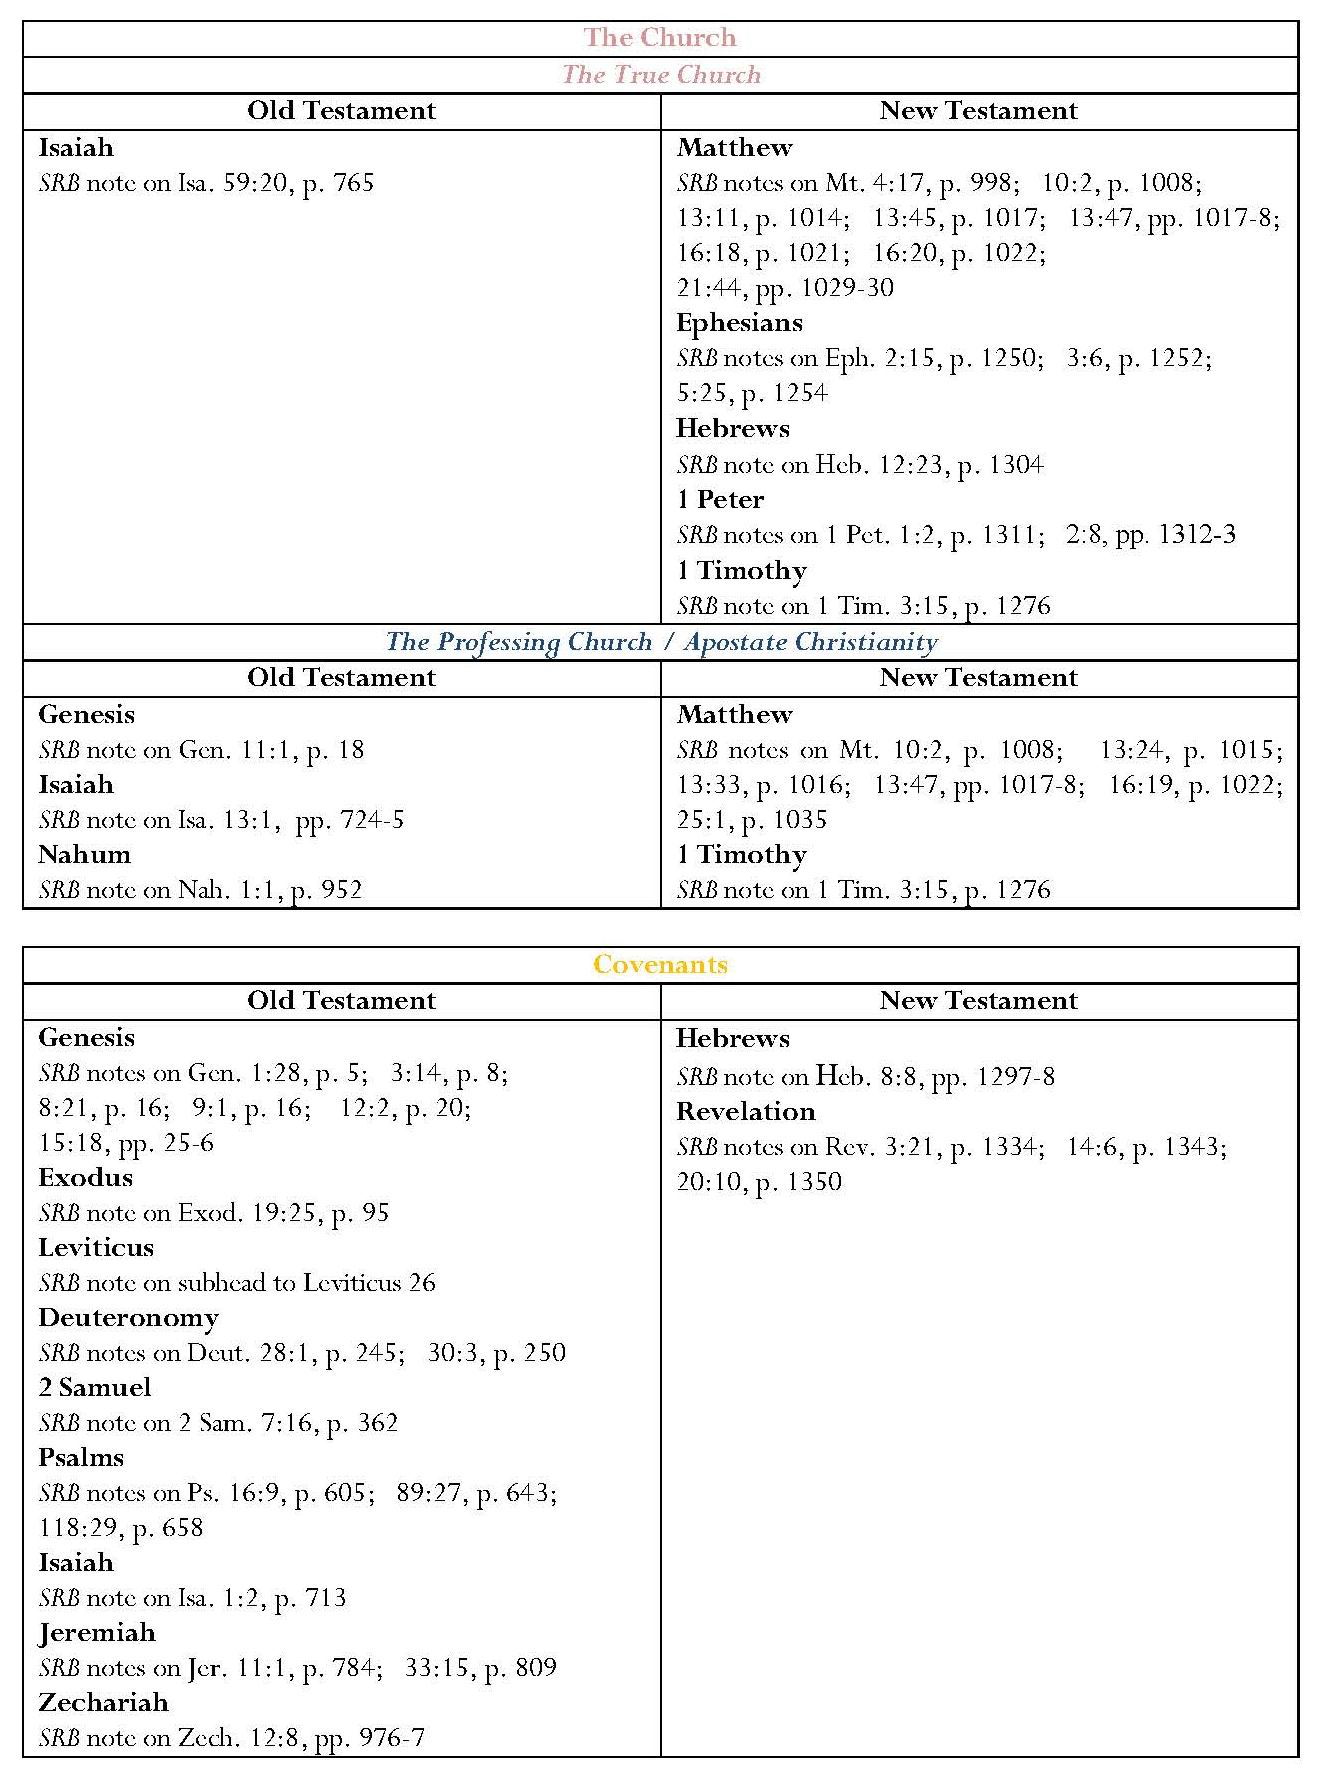 The Church
The True Church
Old Testament
New Testament
Isaiah
SRB note on Isa. 59:20, p. 765
Matthew
SRB notes on Mt. 4:17, p. 998; 10:2, p. 1008;
13:11, p. 1014; 13:45, p. 1017; 13:47, pp. 1017-8;
16:18, p. 1021; 16:20, p. 1022;
21:44, pp. 1029-30
Ephesians
SRB notes on Eph. 2:15, p. 1250; 3:6, p. 1252;
5:25, p. 1254
Hebrews
SRB note on Heb. 12:23, p. 1304
1 Peter
SRB notes on 1 Pet. 1:2, p. 1311; 2:8, pp. 1312-3
1 Timothy
SRB note on 1 Tim. 3:15, p. 1276
The Professing Church / Apostate Christianity
Old Testament
New Testament
Genesis
SRB note on Gen. 11:1, p. 18
Isaiah
SRB note on Isa. 13:1, pp. 724-5
Nahum
SRB note on Nah. 1:1, p. 952
Matthew
SRB notes on Mt. 10:2, p. 1008; 13:24, p. 1015;
13:33, p. 1016; 13:47, pp. 1017-8; 16:19, p. 1022;
25:1, p. 1035
1 Timothy
SRB note on 1 Tim. 3:15, p. 1276
Covenants
Old Testament
New Testament
Genesis
SRB notes on Gen. 1:28, p. 5; 3:14, p. 8;
8:21, p. 16; 9:1, p. 16; 12:2, p. 20;
15:18, pp. 25-6
Exodus
SRB note on Exod. 19:25, p. 95
Leviticus
SRB note on subhead to Leviticus 26
Deuteronomy
SRB notes on Deut. 28:1, p. 245; 30:3, p. 250
2 Samuel
SRB note on 2 Sam. 7:16, p. 362
Psalms
SRB notes on Ps. 16:9, p. 605; 89:27, p. 643;
118:29, p. 658
Isaiah
SRB note on Isa. 1:2, p. 713
Jeremiah
SRB notes on Jer. 11:1, p. 784; 33:15, p. 809
Zechariah
SRB note on Zech. 12:8, pp. 976-7
Hebrews
SRB note on Heb. 8:8, pp. 1297-8
Revelation
SRB notes on Rev. 3:21, p. 1334; 14:6, p. 1343;
20:10, p. 1350